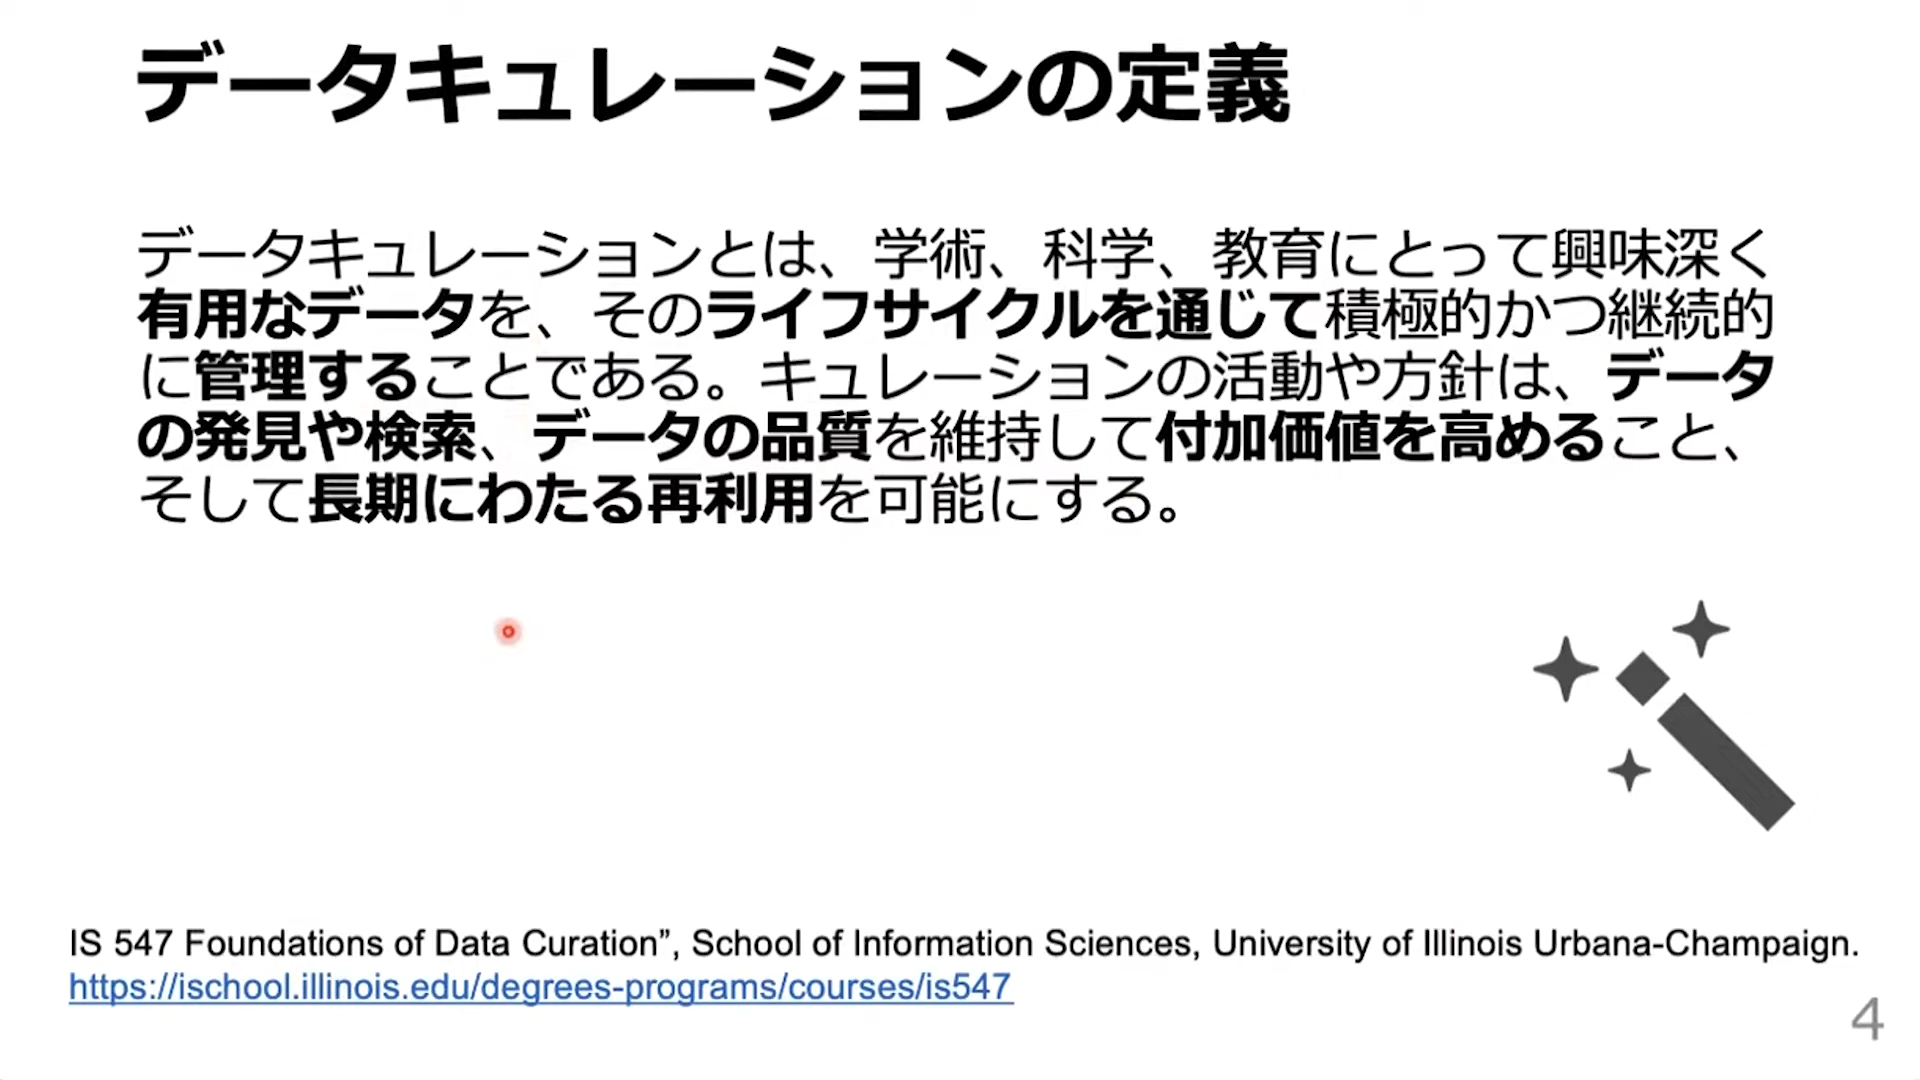 データキュレーションの定義
データキュレーションとは、学術、科学、教育にとって興味深く
有用なデータを、そのライフサイクルを通じて積極的かつ継続的
に管理することである。キュレーションの活動や方針は、データ
の発見や検索、データの品質を維持して付加価値を高めること、
そして長期にわたる再利用を可能にする。
IS 547 Foundations of Data Curation”, School of Information Sciences, University of Illinois Urbana-Champaign.
https://ischool.illinois.edu/degrees-programs/courses/is547
4